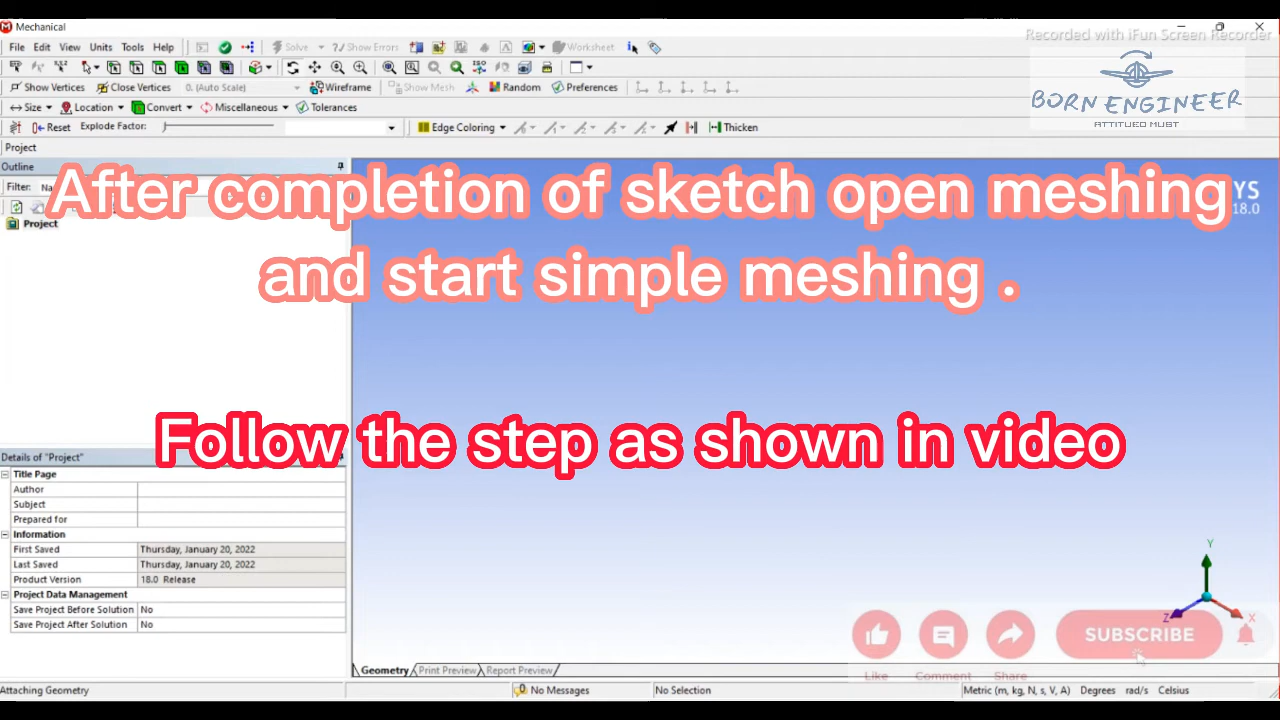 Mechanical
File Edit View Units Tools Help Solve ?/ Show Errors Worksheet
Recorded with iFun Screen Recorder
Show Vertices Close Vertices 0. (Auto Scale) Wireframe Show Mesh Random Preferences
Size Location Convert Miscellaneous Tolerances
Reset Explode Factor: Edge Coloring Thicken
BORN ENGINEER
ATTITUED MUST
Project
Outline
Filter: Na
YS
18.0
After completion of sketch open meshing
and start simple meshing .
Project
Follow the step as shown in video
Details of "Project"
Title Page
Author
Subject
Prepared for
Information
First Saved Thursday, January 20, 2022
Last Saved Thursday, January 20, 2022
Product Version 18.0 Release
Project Data Management
Save Project Before Solution No
Save Project After Solution No
Y
Z
X
SUBSCRIBE
Like Comment Share
Geometry Print Preview Report Preview
Attaching Geometry 0 No Messages No Selection Metric (m, kg, N, s, V, A) Degrees rad/s Celsius